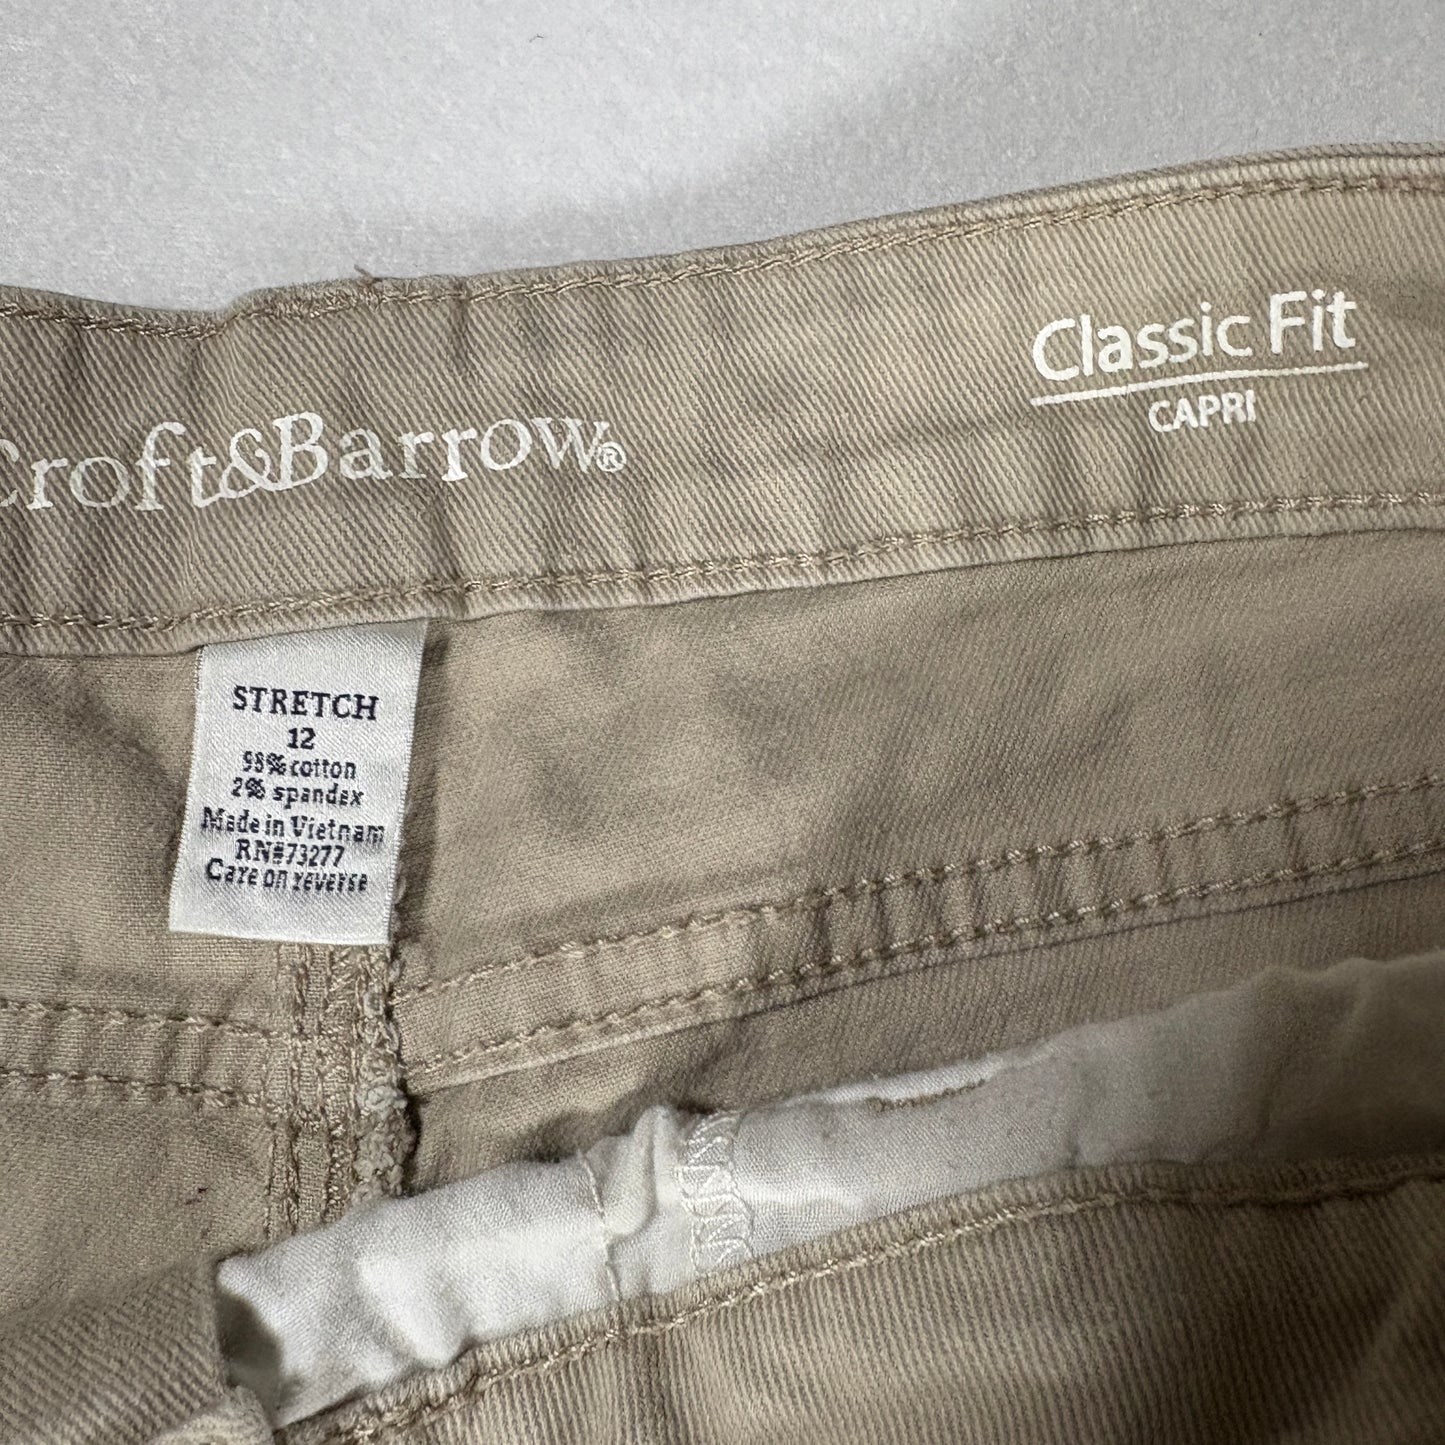 Croft&Barrow®
Classic Fit
CAPRI
STRETCH
12
98% cotton
2% spandex
Made in Vietnam
RN#73277
Care on reverse